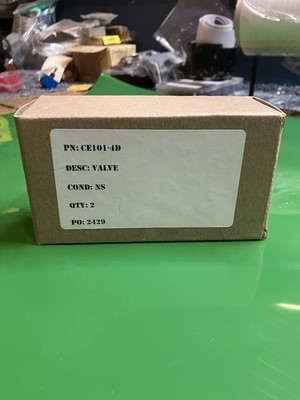 PN: CE101-4D
DESC: VALVE
COND: NS
QTY: 2
PO: 2429